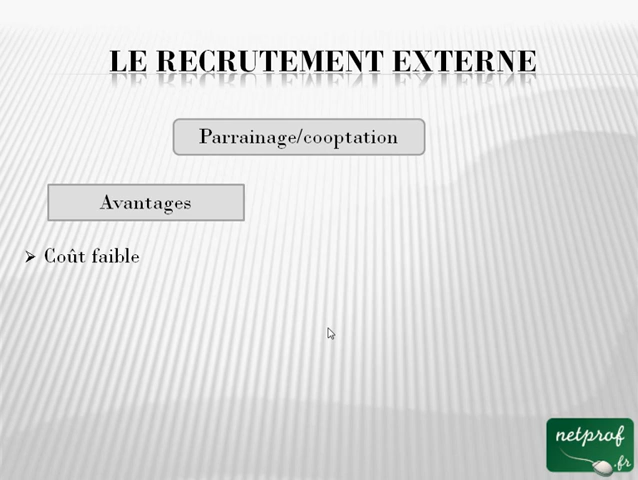 LE RECRUTEMENT EXTERNE
Parrainage/cooptation
Avantages
Coût faible
netprof
.fr